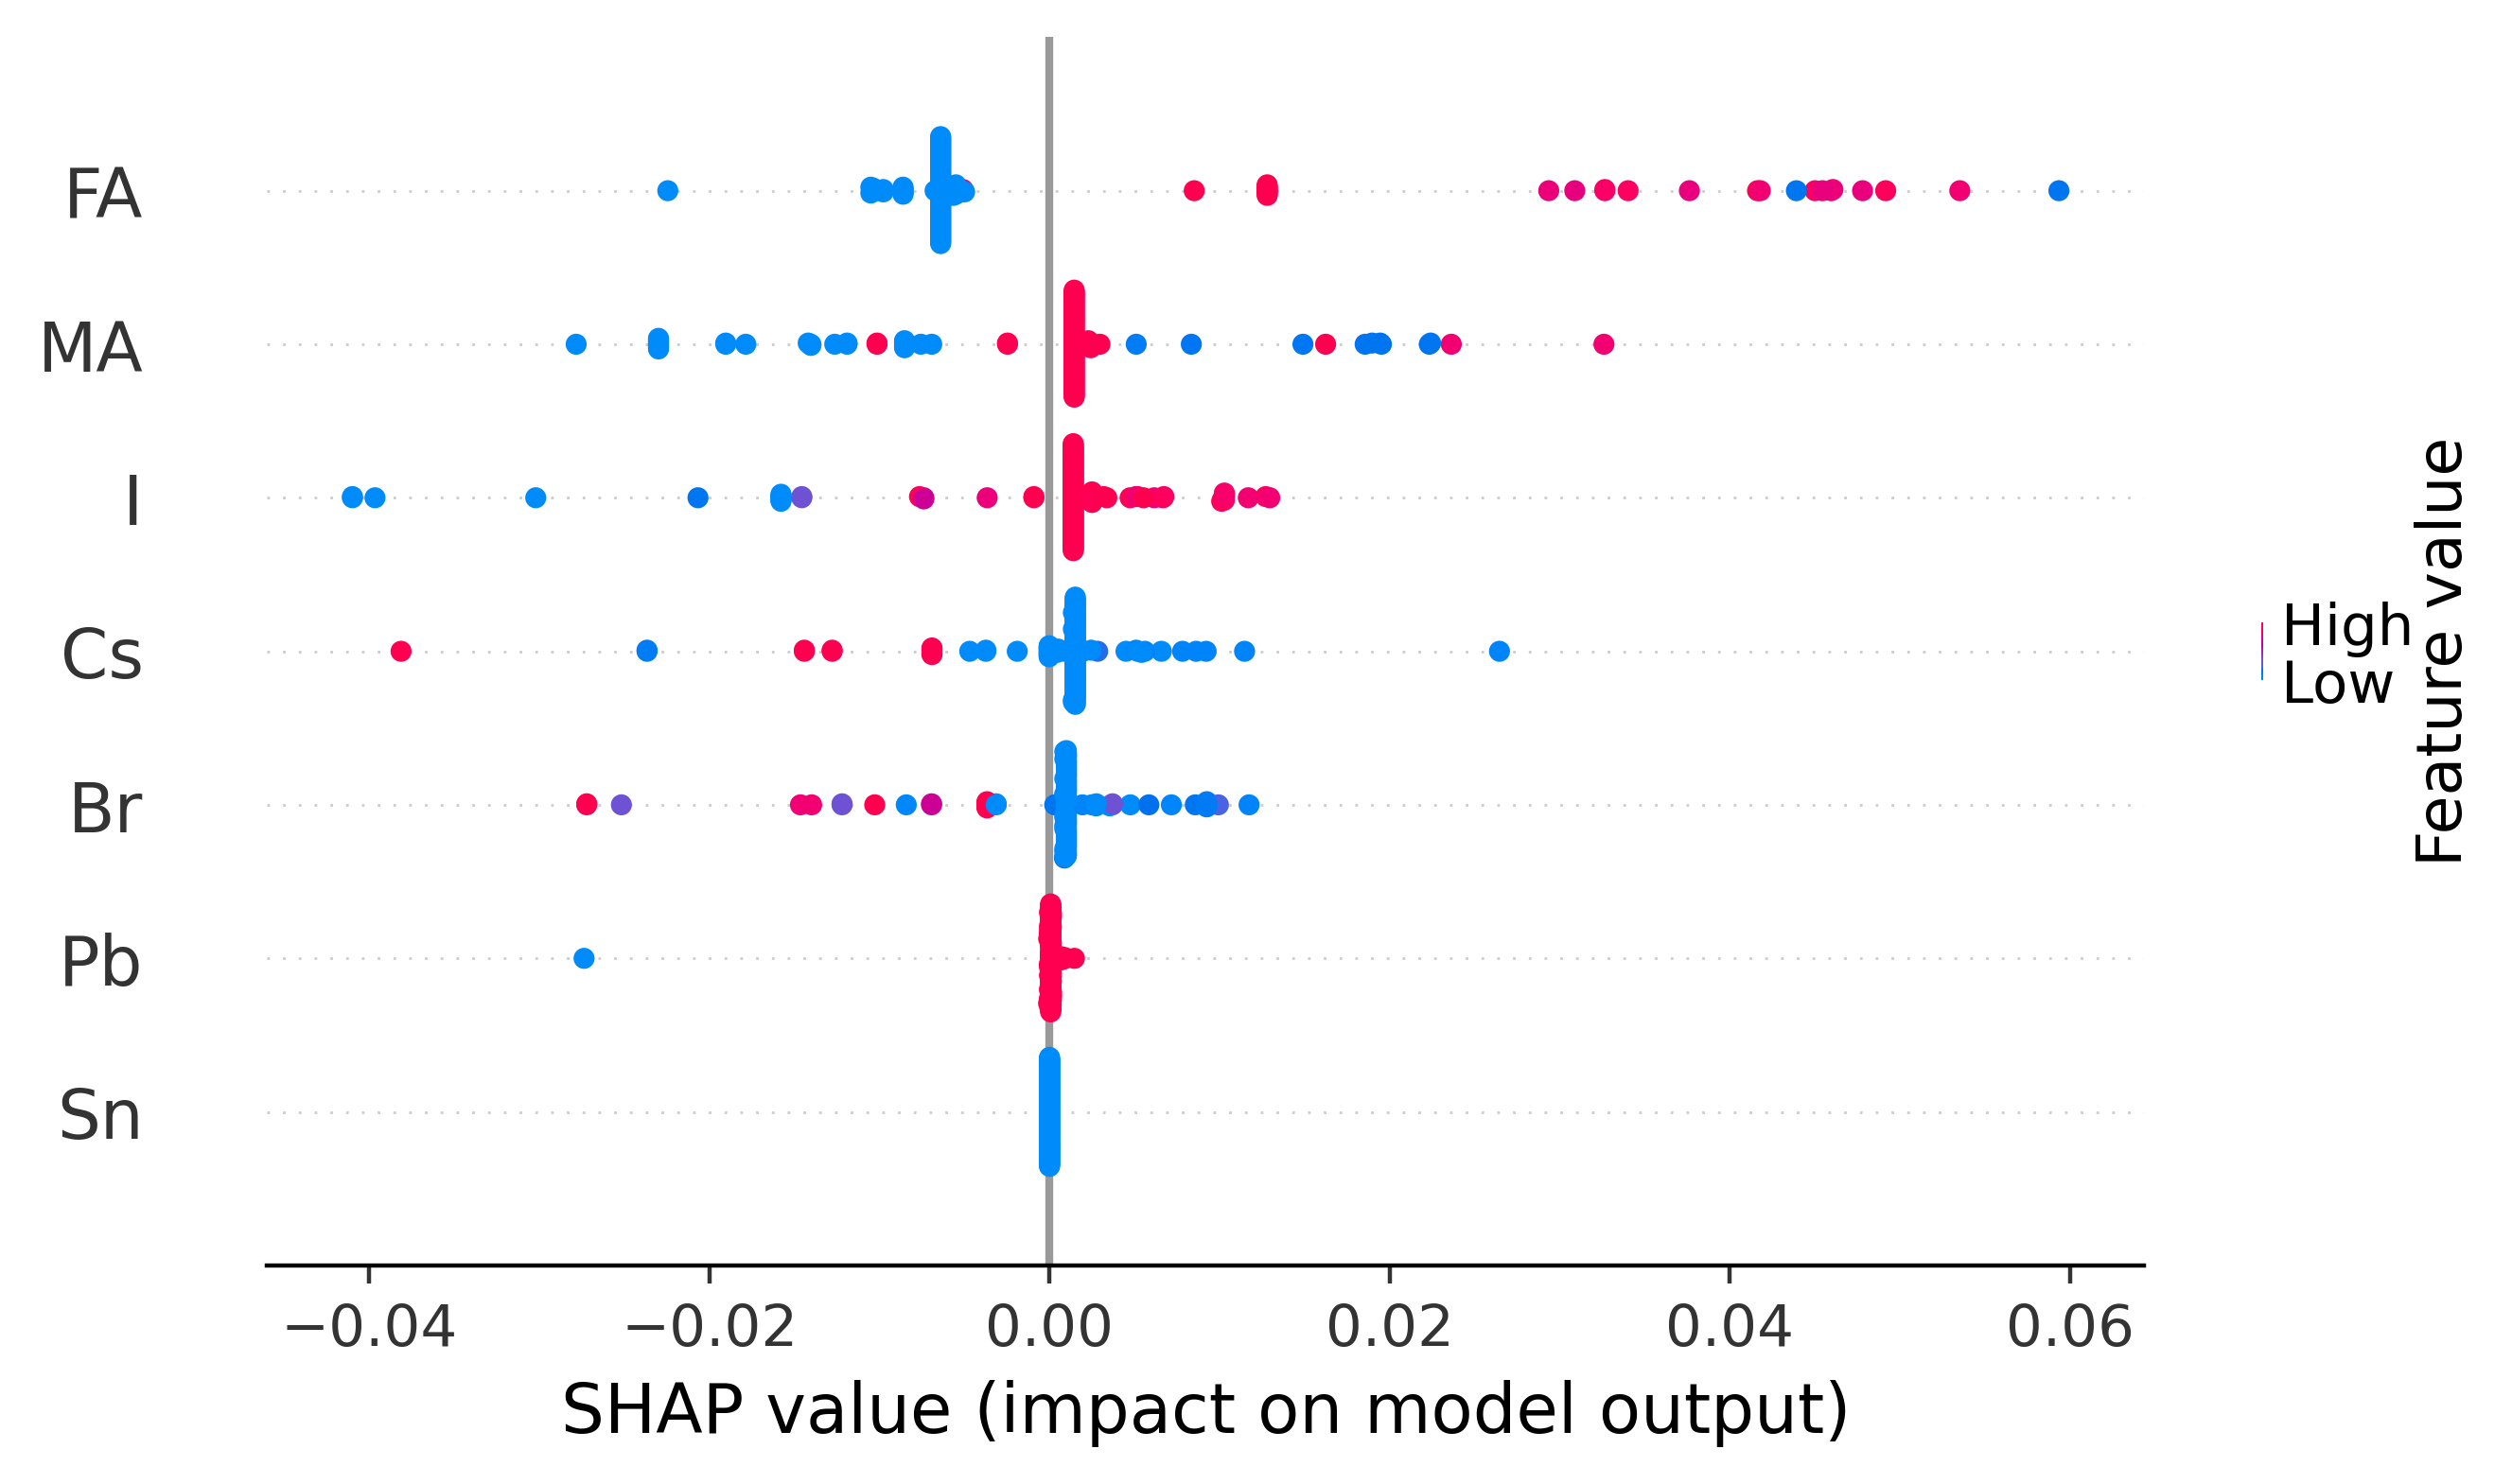 FA
MA
I
Cs
Br
Pb
Sn
High
Low
Feature value
−0.04
−0.02
0.00
0.02
0.04
0.06
SHAP value (impact on model output)